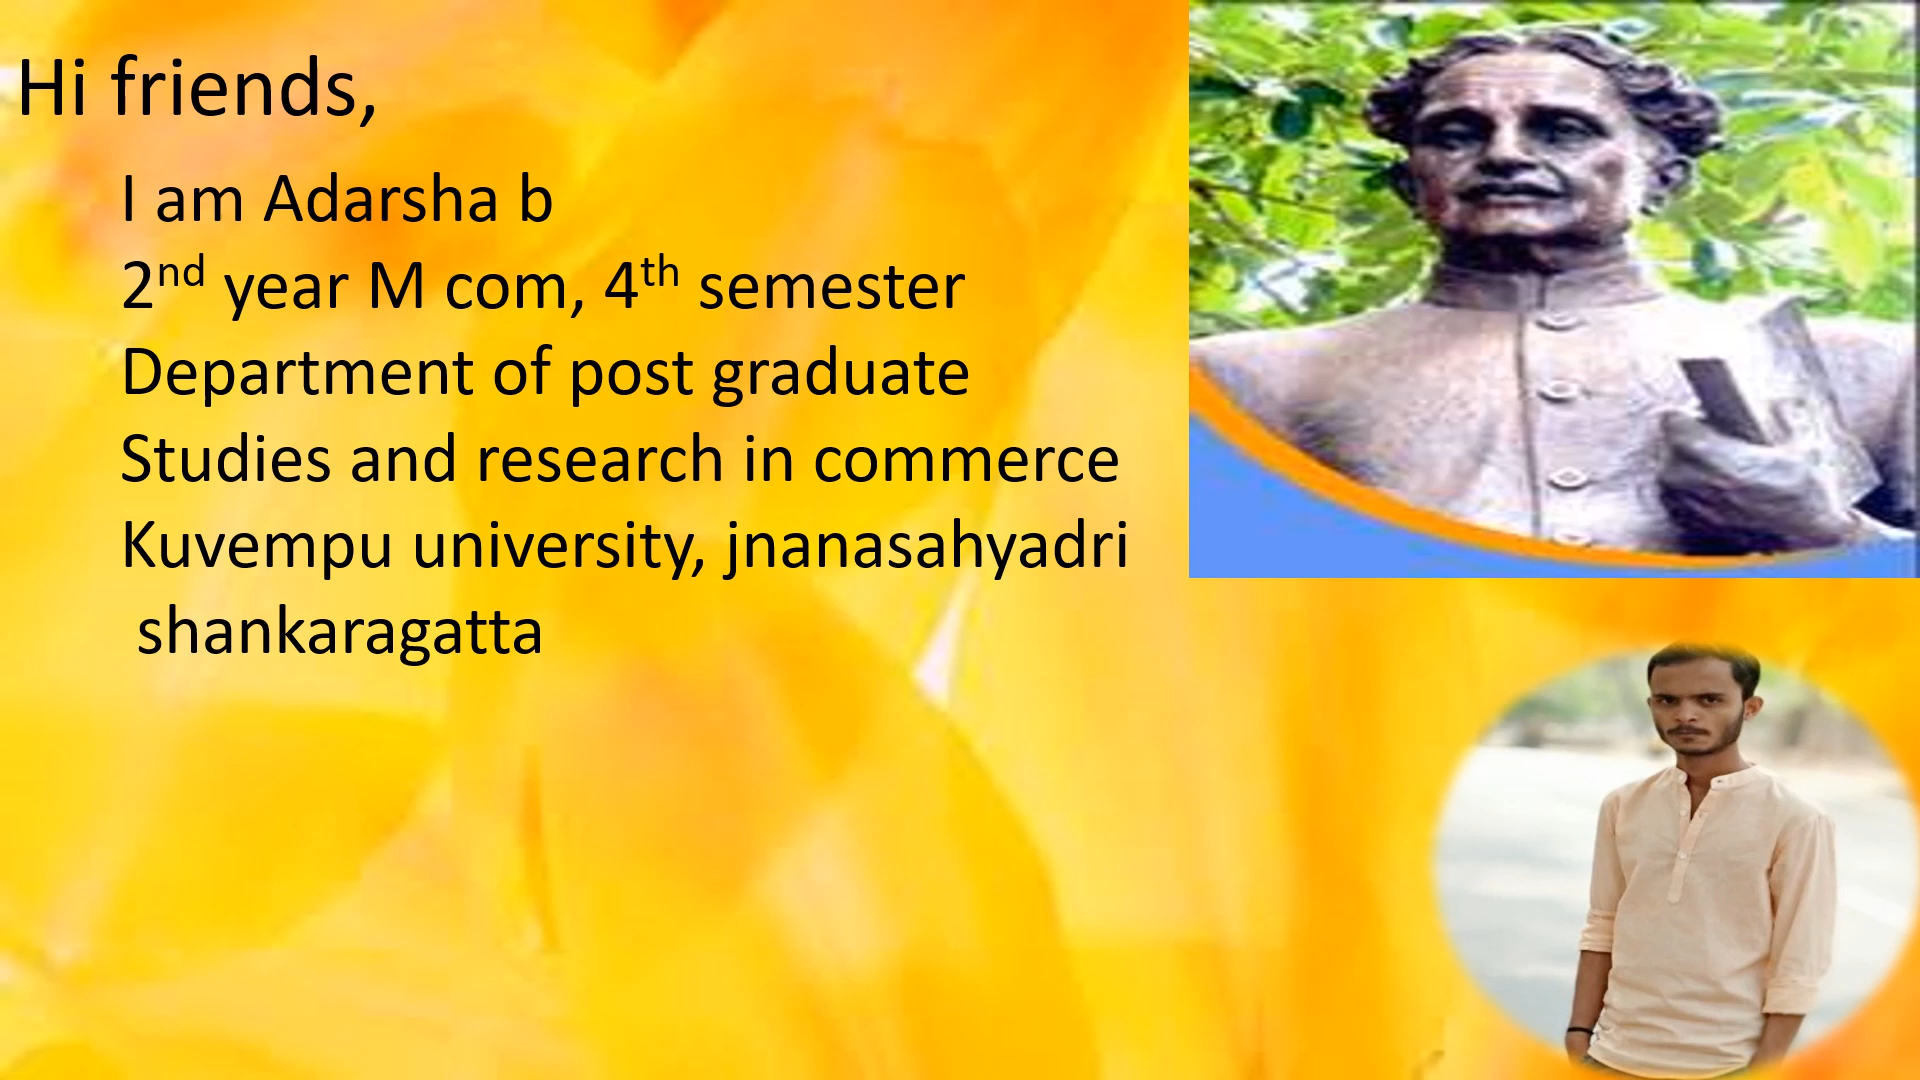 Hi friends,
I am Adarsha b
2nd year M com, 4th semester
Department of post graduate
Studies and research in commerce
Kuvempu university, jnanasahyadri
shankaragatta